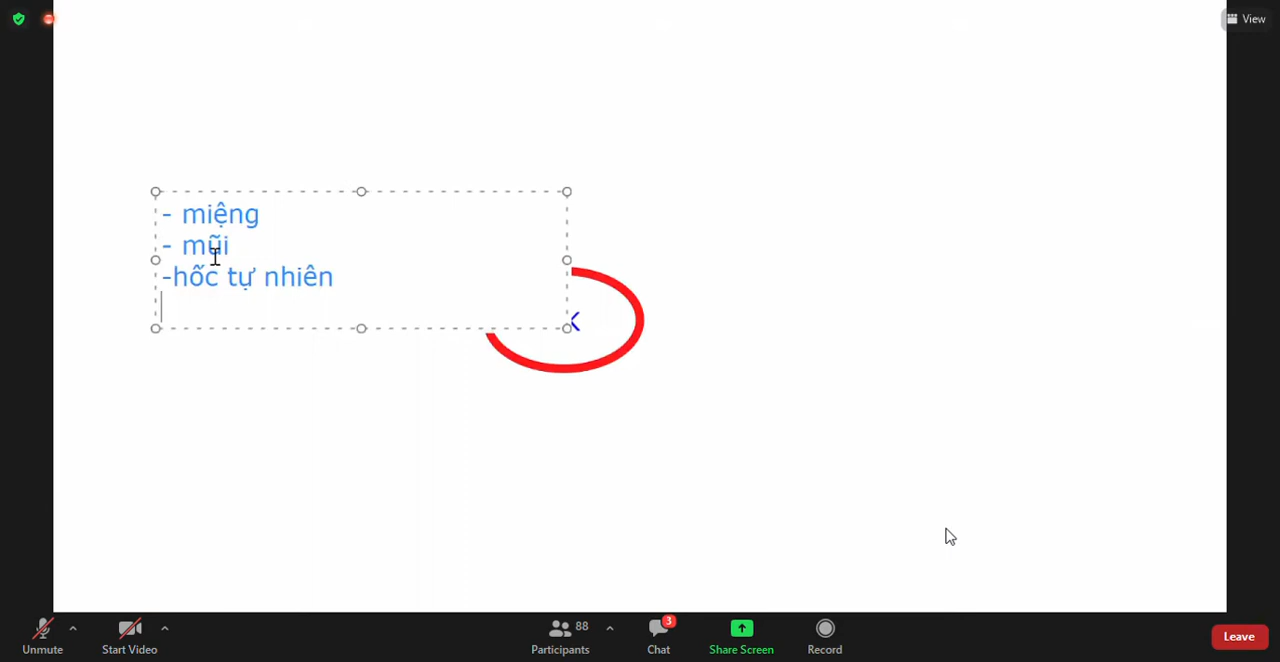 View
- miệng
- mũi
-hốc tự nhiên
Unmute
Start Video
88
Participants
3
Chat
Share Screen
Record
Leave